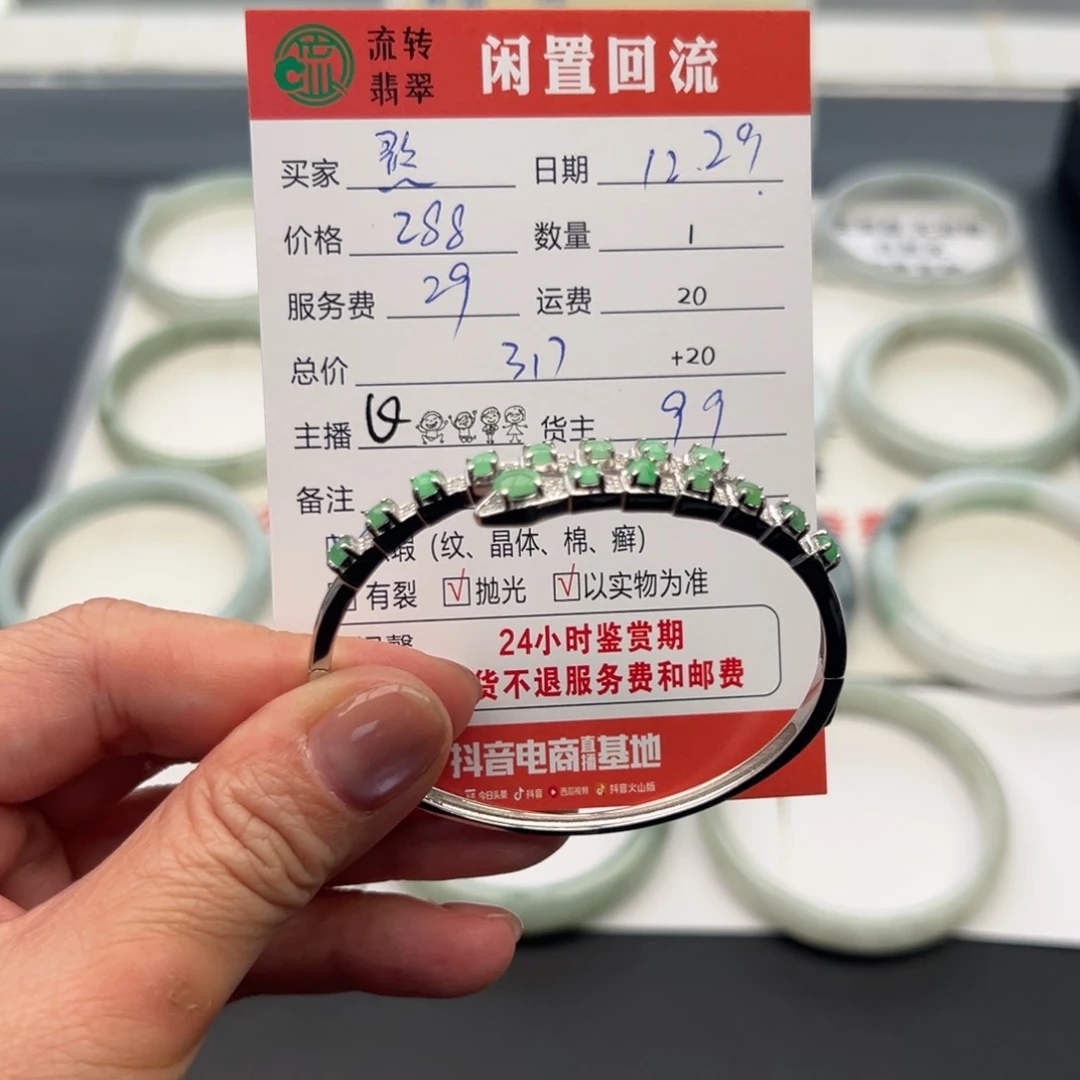 流转
翡翠
闲置回流
买家 憨 日期 12.29
价格 288 数量 1
服务费 29 运费 20
总价 317 +20
主播 货主 99
备注
瑕（纹、晶体、棉、癣）
有裂 √抛光 √以实物为准
24小时鉴赏期
货不退服务费和邮费
抖音电商直播基地
今日头条 抖音 西瓜视频 抖音火山版